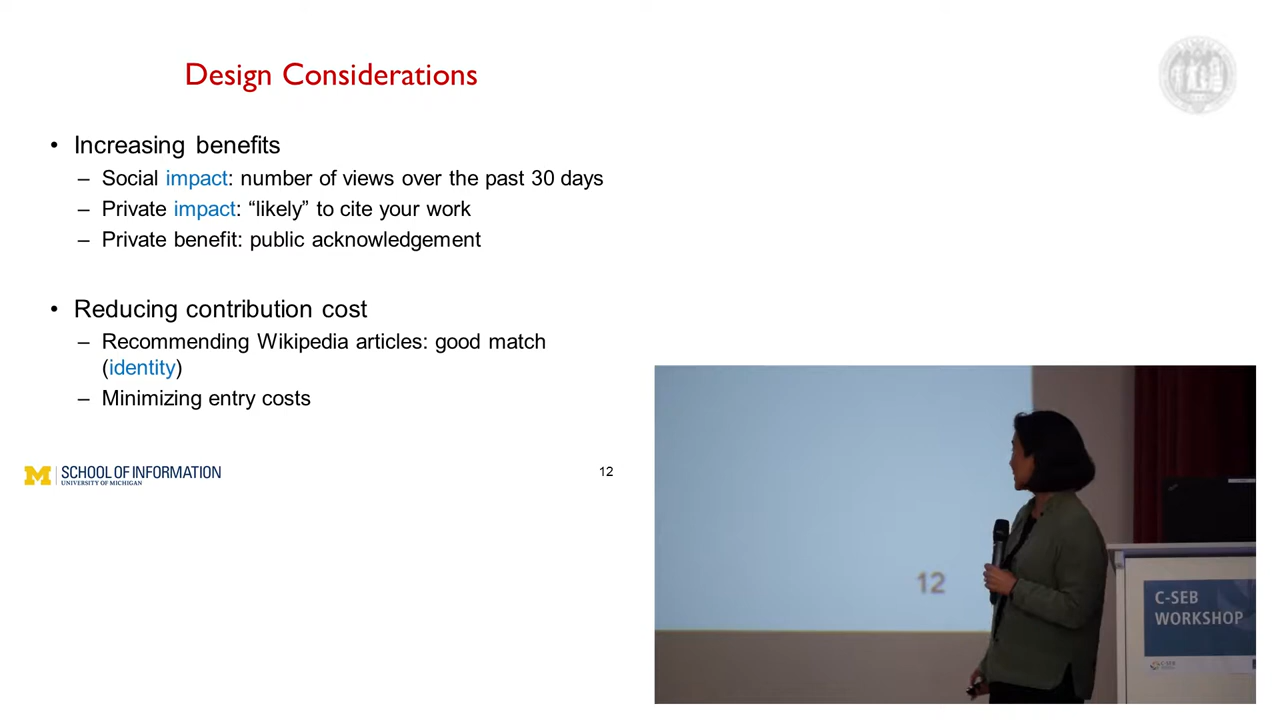 Design Considerations
• Increasing benefits
– Social impact: number of views over the past 30 days
– Private impact: “likely” to cite your work
– Private benefit: public acknowledgement
• Reducing contribution cost
– Recommending Wikipedia articles: good match
(identity)
– Minimizing entry costs
M SCHOOL OF INFORMATION
UNIVERSITY OF MICHIGAN
12
12
C-SEB
WORKSHOP
C-SEB